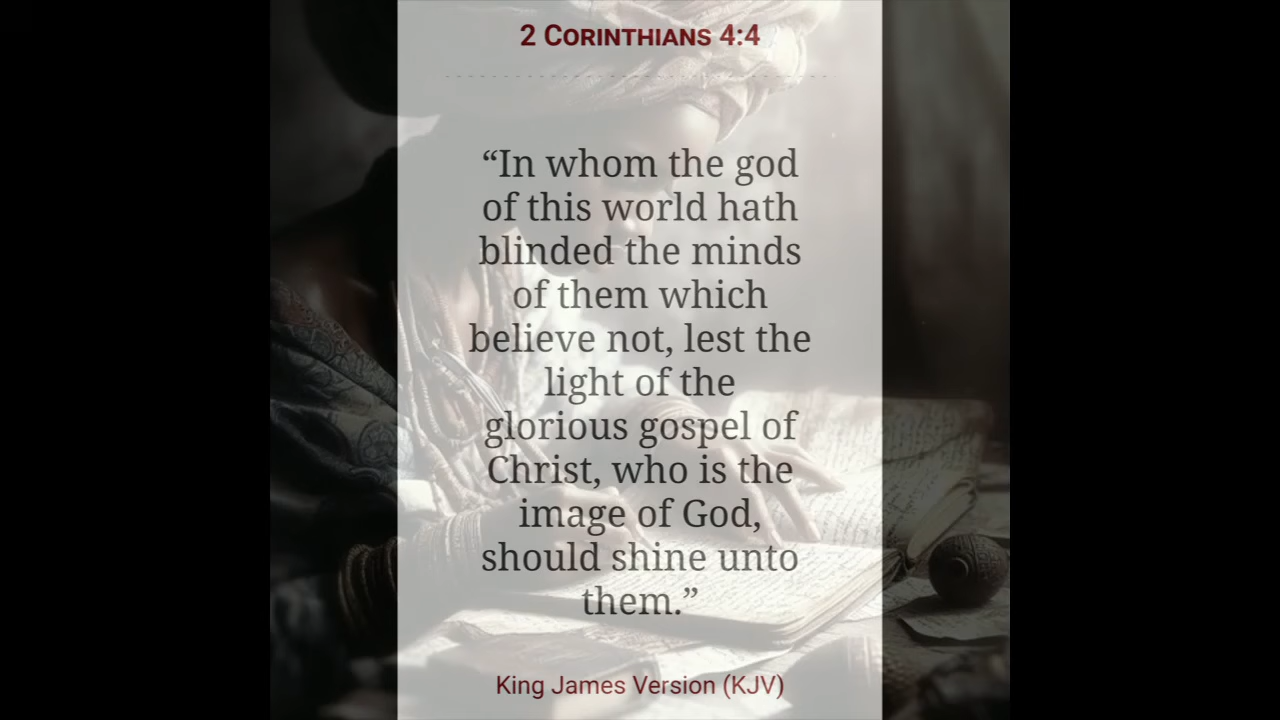 2 Corinthians 4:4
“In whom the god
of this world hath
blinded the minds
of them which
believe not, lest the
light of the
glorious gospel of
Christ, who is the
image of God,
should shine unto
them.”
King James Version (KJV)